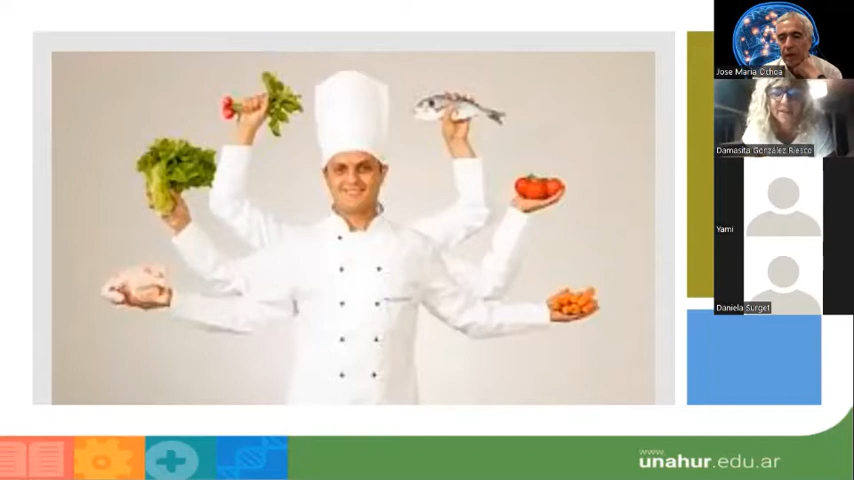 Jose Maria Ochoa
Damasita González Riesco
Yami
Daniela Surget
www.
unahur.edu.ar